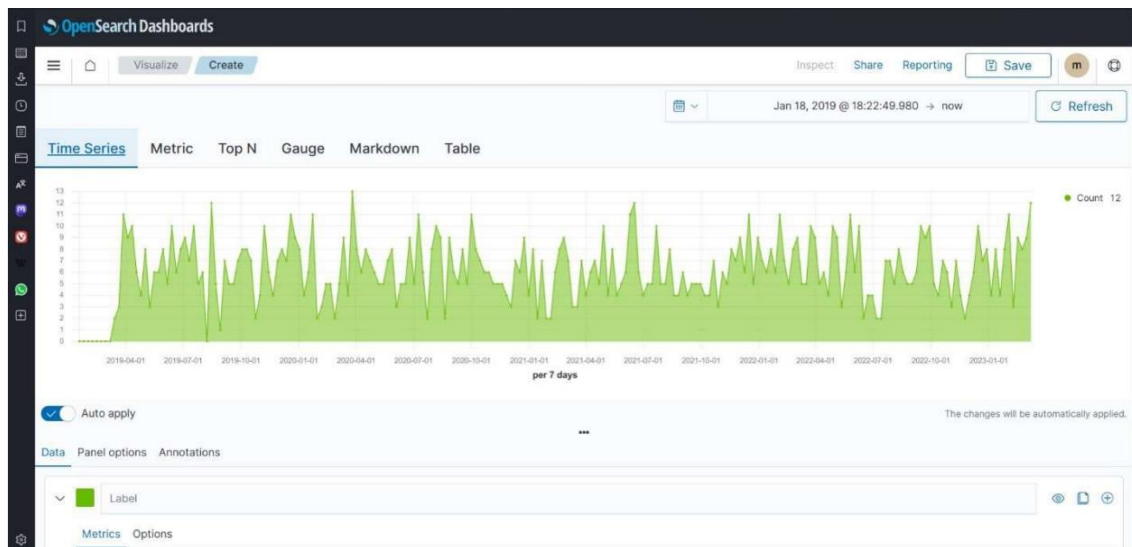 OpenSearch Dashboards
Visualize Create Inspect Share Reporting Save m
Jan 18, 2019 @ 18:22:49.980 → now Refresh
Time Series Metric Top N Gauge Markdown Table
13
12
11
10
9
8
7
6
5
4
3
2
1
0
Count 12
2019-04-01 2019-07-01 2019-10-01 2020-01-01 2020-04-01 2020-07-01 2020-10-01 2021-01-01 2021-04-01 2021-07-01 2021-10-01 2022-01-01 2022-04-01 2022-07-01 2022-10-01 2023-01-01
per 7 days
Auto apply The changes will be automatically applied.
Data Panel options Annotations
Label
Metrics Options